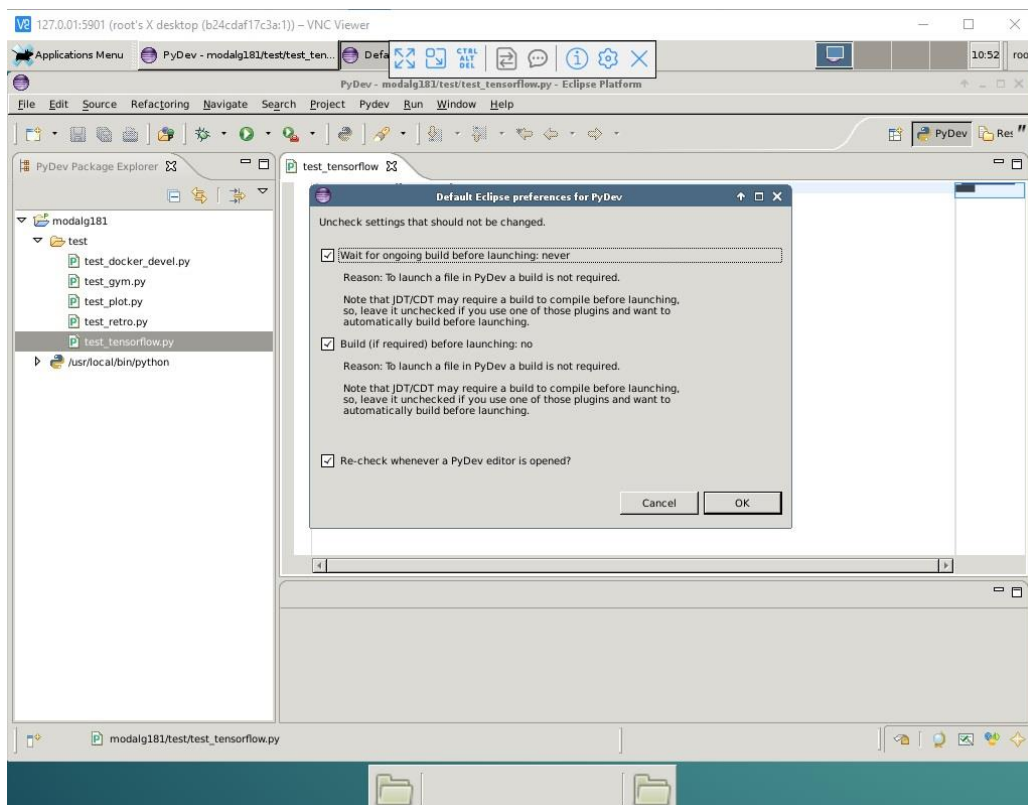 127.0.01:5901 (root's X desktop (b24cdaf17c3a:1)) – VNC Viewer
Applications Menu
PyDev - modalg181/test/test_ten...
Defa
CTRL
ALT
DEL
10:52
roo
PyDev - modalg181/test/test_tensorflow.py - Eclipse Platform
File Edit Source Refactoring Navigate Search Project Pydev Run Window Help
PyDev
Res
PyDev Package Explorer
test_tensorflow
modalg181
test
test_docker_devel.py
test_gym.py
test_plot.py
test_retro.py
test_tensorflow.py
/usr/local/bin/python
Default Eclipse preferences for PyDev
Uncheck settings that should not be changed.
Wait for ongoing build before launching: never
Reason: To launch a file in PyDev a build is not required.
Note that JDT/CDT may require a build to compile before launching,
so, leave it unchecked if you use one of those plugins and want to
automatically build before launching.
Build (if required) before launching: no
Reason: To launch a file in PyDev a build is not required.
Note that JDT/CDT may require a build to compile before launching,
so, leave it unchecked if you use one of those plugins and want to
automatically build before launching.
Re-check whenever a PyDev editor is opened?
Cancel
OK
modalg181/test/test_tensorflow.py